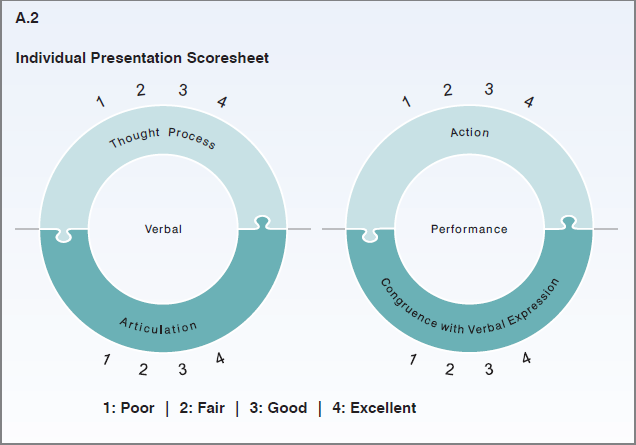 A.2
Individual Presentation Scoresheet
1 2 3 4
Thought Process
Verbal
Articulation
1 2 3 4
1 2 3 4
Action
Performance
Congruence with Verbal Expression
1 2 3 4
1: Poor | 2: Fair | 3: Good | 4: Excellent